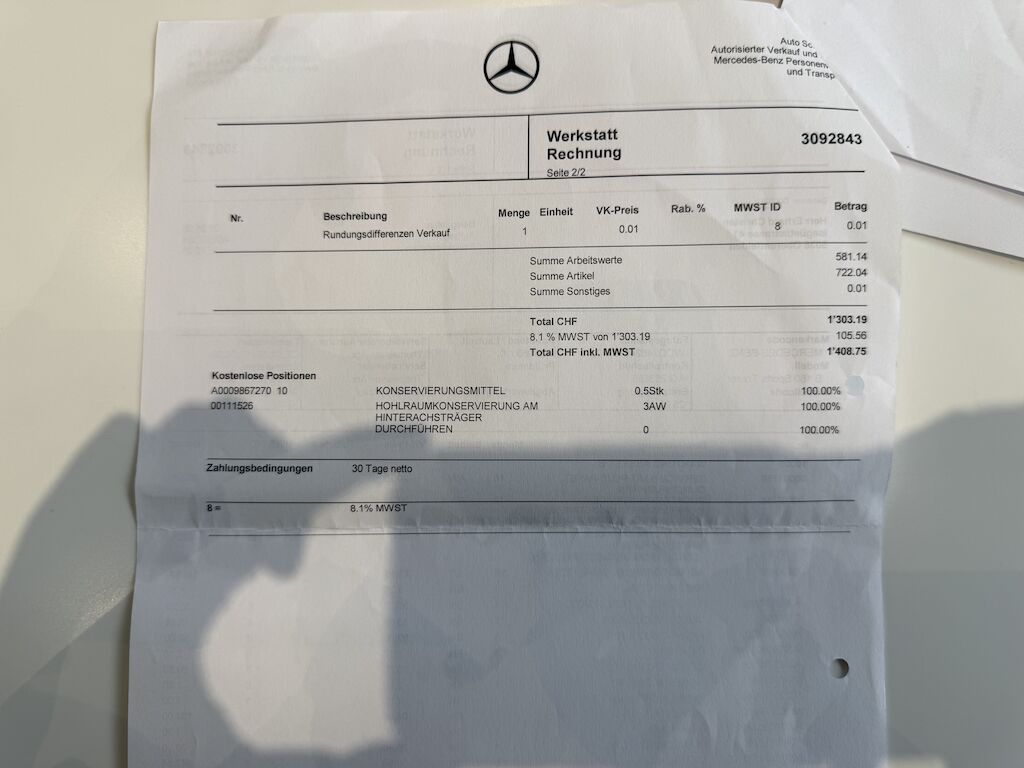 Auto
Autorisierter Verkauf und
Mercedes-Benz
und
Werkstatt
Rechnung
3092843
Seite 2/2
Nr. Beschreibung Menge Einheit VK-Preis Rab. % MWST ID Betrag
Rundungsdifferenzen Verkauf 1 0.01 8 0.01
Summe Arbeitswerte 581.14
Summe Artikel 722.04
Summe Sonstiges 0.01
Total CHF 1'303.19
8.1 % MWST von 1'303.19 105.56
Total CHF inkl. MWST 1'408.75
Kostenlose Positionen
A0009867270 10 KONSERVIERUNGSMITTEL 0.5Stk 100.00%
00111526 HOHLRAUMKONSERVIERUNG AM 3AW 100.00%
HINTERACHSTRÄGER
DURCHFÜHREN 0 100.00%
Zahlungsbedingungen 30 Tage netto
8 = 8.1% MWST